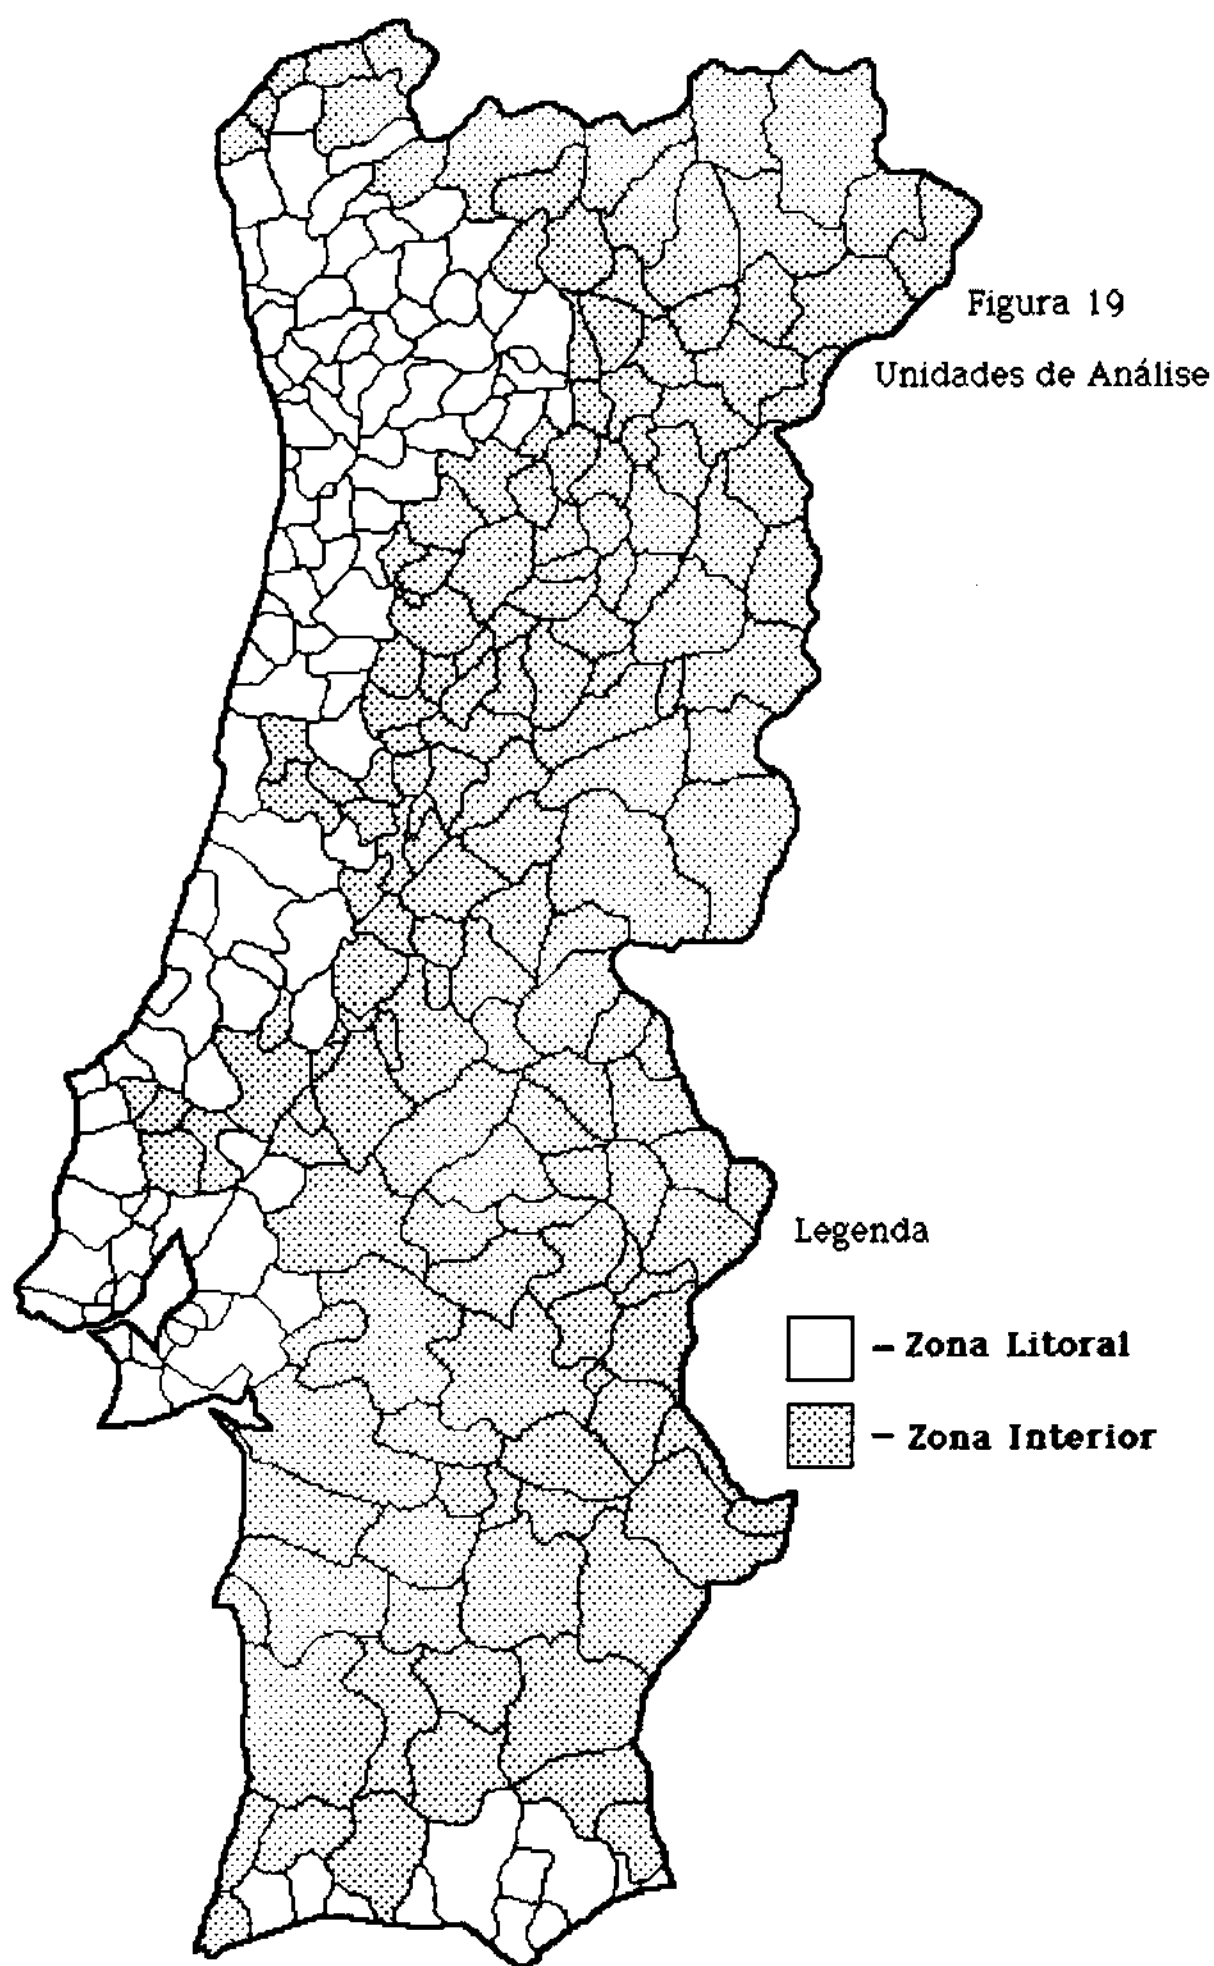 Figura 19
Unidades de Análise
Legenda
– Zona Litoral
– Zona Interior